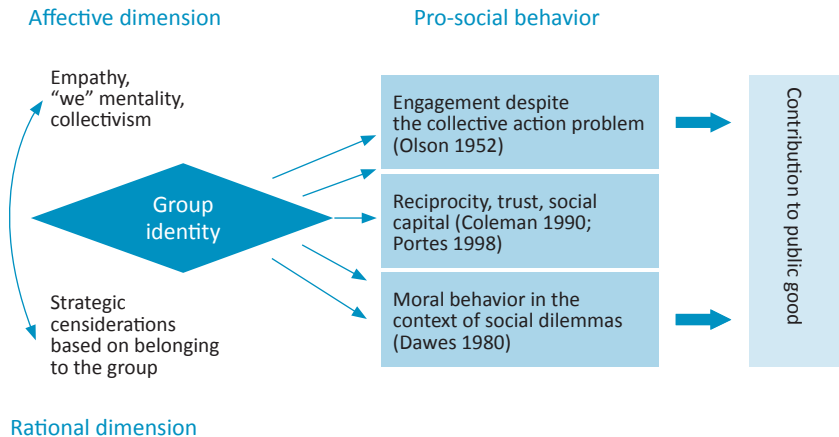 Affective dimension
Pro-social behavior
Empathy,
“we” mentality,
collectivism
Group
identity
Strategic
censiderations
based on belonging
to the group
Rational dimension
Engagement despite
the collective action problem
(Olson 1952)
Reciprocity, trust, social
capital (Coleman 1990;
Portes 1998)
Moral behavior in the
context of social dilemmas
(Dawes 1980)
Contribution to public good